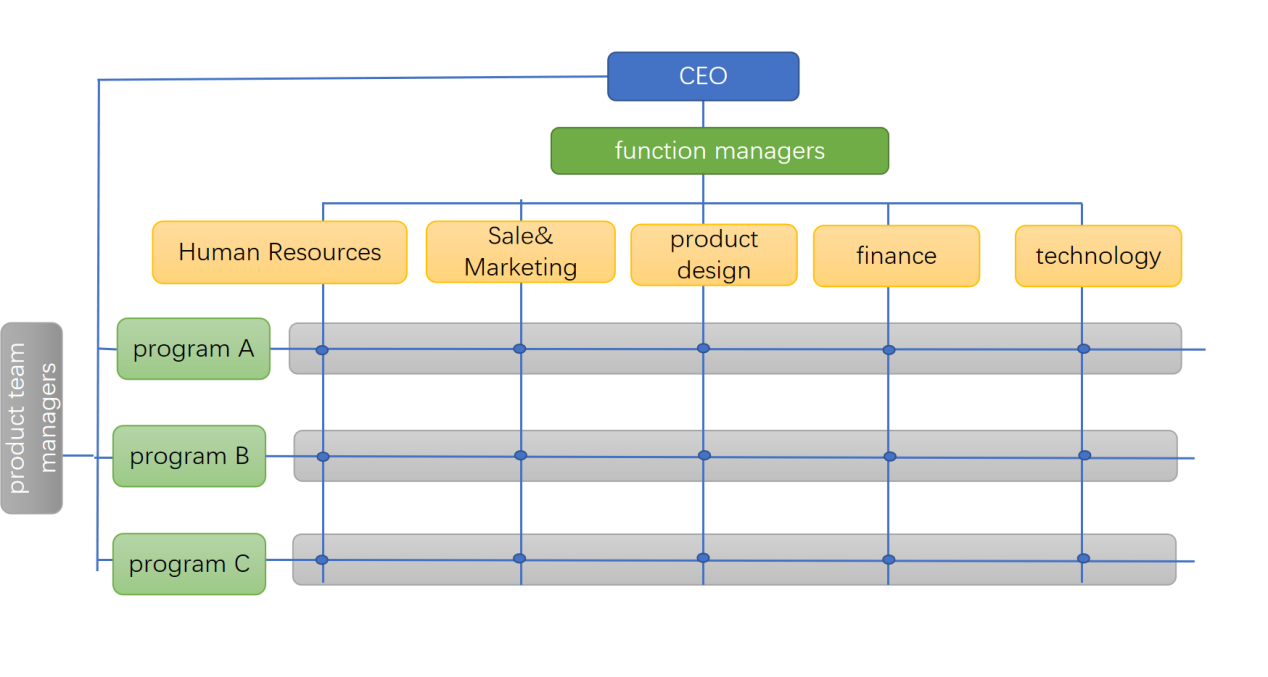 CEO
function managers
Human Resources
Sale&
Marketing
product
design
finance
technology
product team
managers
program A
program B
program C